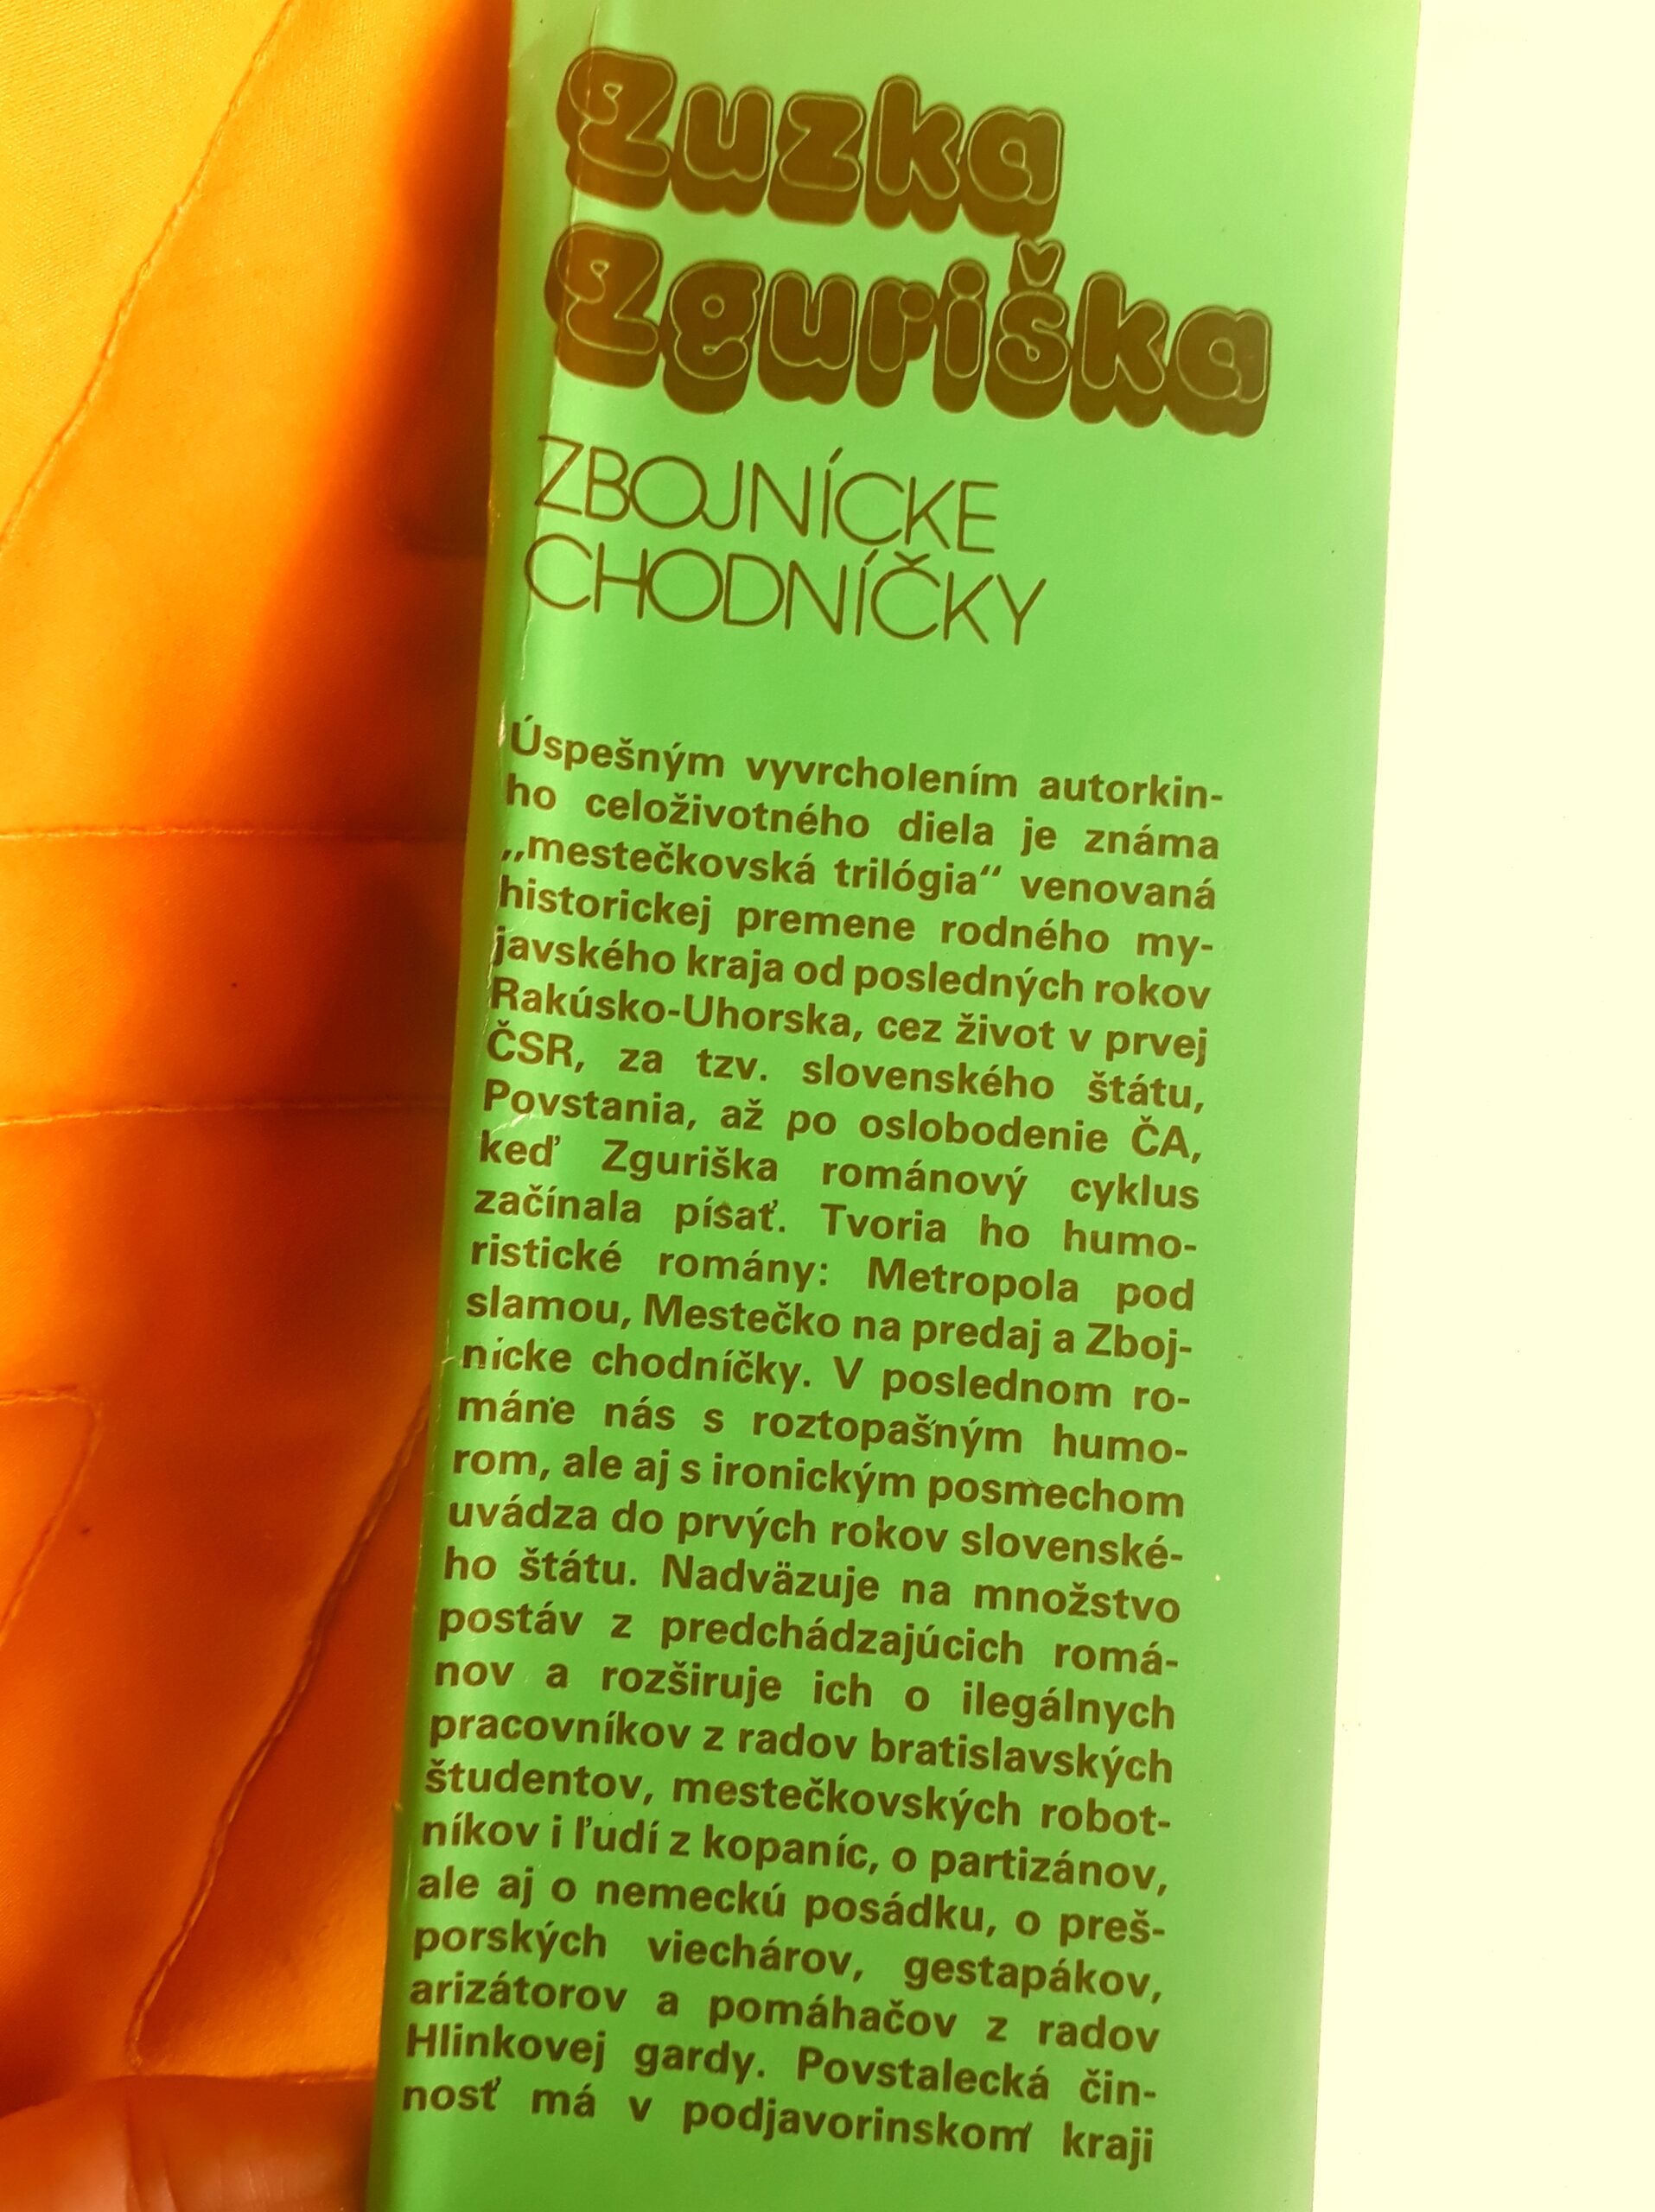 Zuzka
Zguriška
ZBOJNÍCKE
CHODNÍČKY
Úspešným vyvrcholením autorkin-
ho celoživotného diela je známa
„mestečkovská trilógia“ venovaná
historickej premene rodného my-
javského kraja od posledných rokov
Rakúsko-Uhorska, cez život v prvej
ČSR, za tzv. slovenského štátu,
Povstania, až po oslobodenie ČA,
keď Zguriška románový cyklus
začínala písať. Tvoria ho humo-
ristické romány: Metropola pod
slamou, Mestečko na predaj a Zboj-
nícke chodníčky. V poslednom ro-
máne nás s roztopašným humo-
rom, ale aj s ironickým posmechom
uvádza do prvých rokov slovenské-
ho štátu. Nadväzuje na množstvo
postáv z predchádzajúcich romá-
nov a rozširuje ich o ilegálnych
pracovníkov z radov bratislavských
študentov, mestečkovských robot-
níkov i ľudí z kopaníc, o partizánov,
ale aj o nemeckú posádku, o preš-
porských viechárov, gestapákov,
arizátorov a pomáhačov z radov
Hlinkovej gardy. Povstalecká čin-
nosť má v podjavorinskom kraji